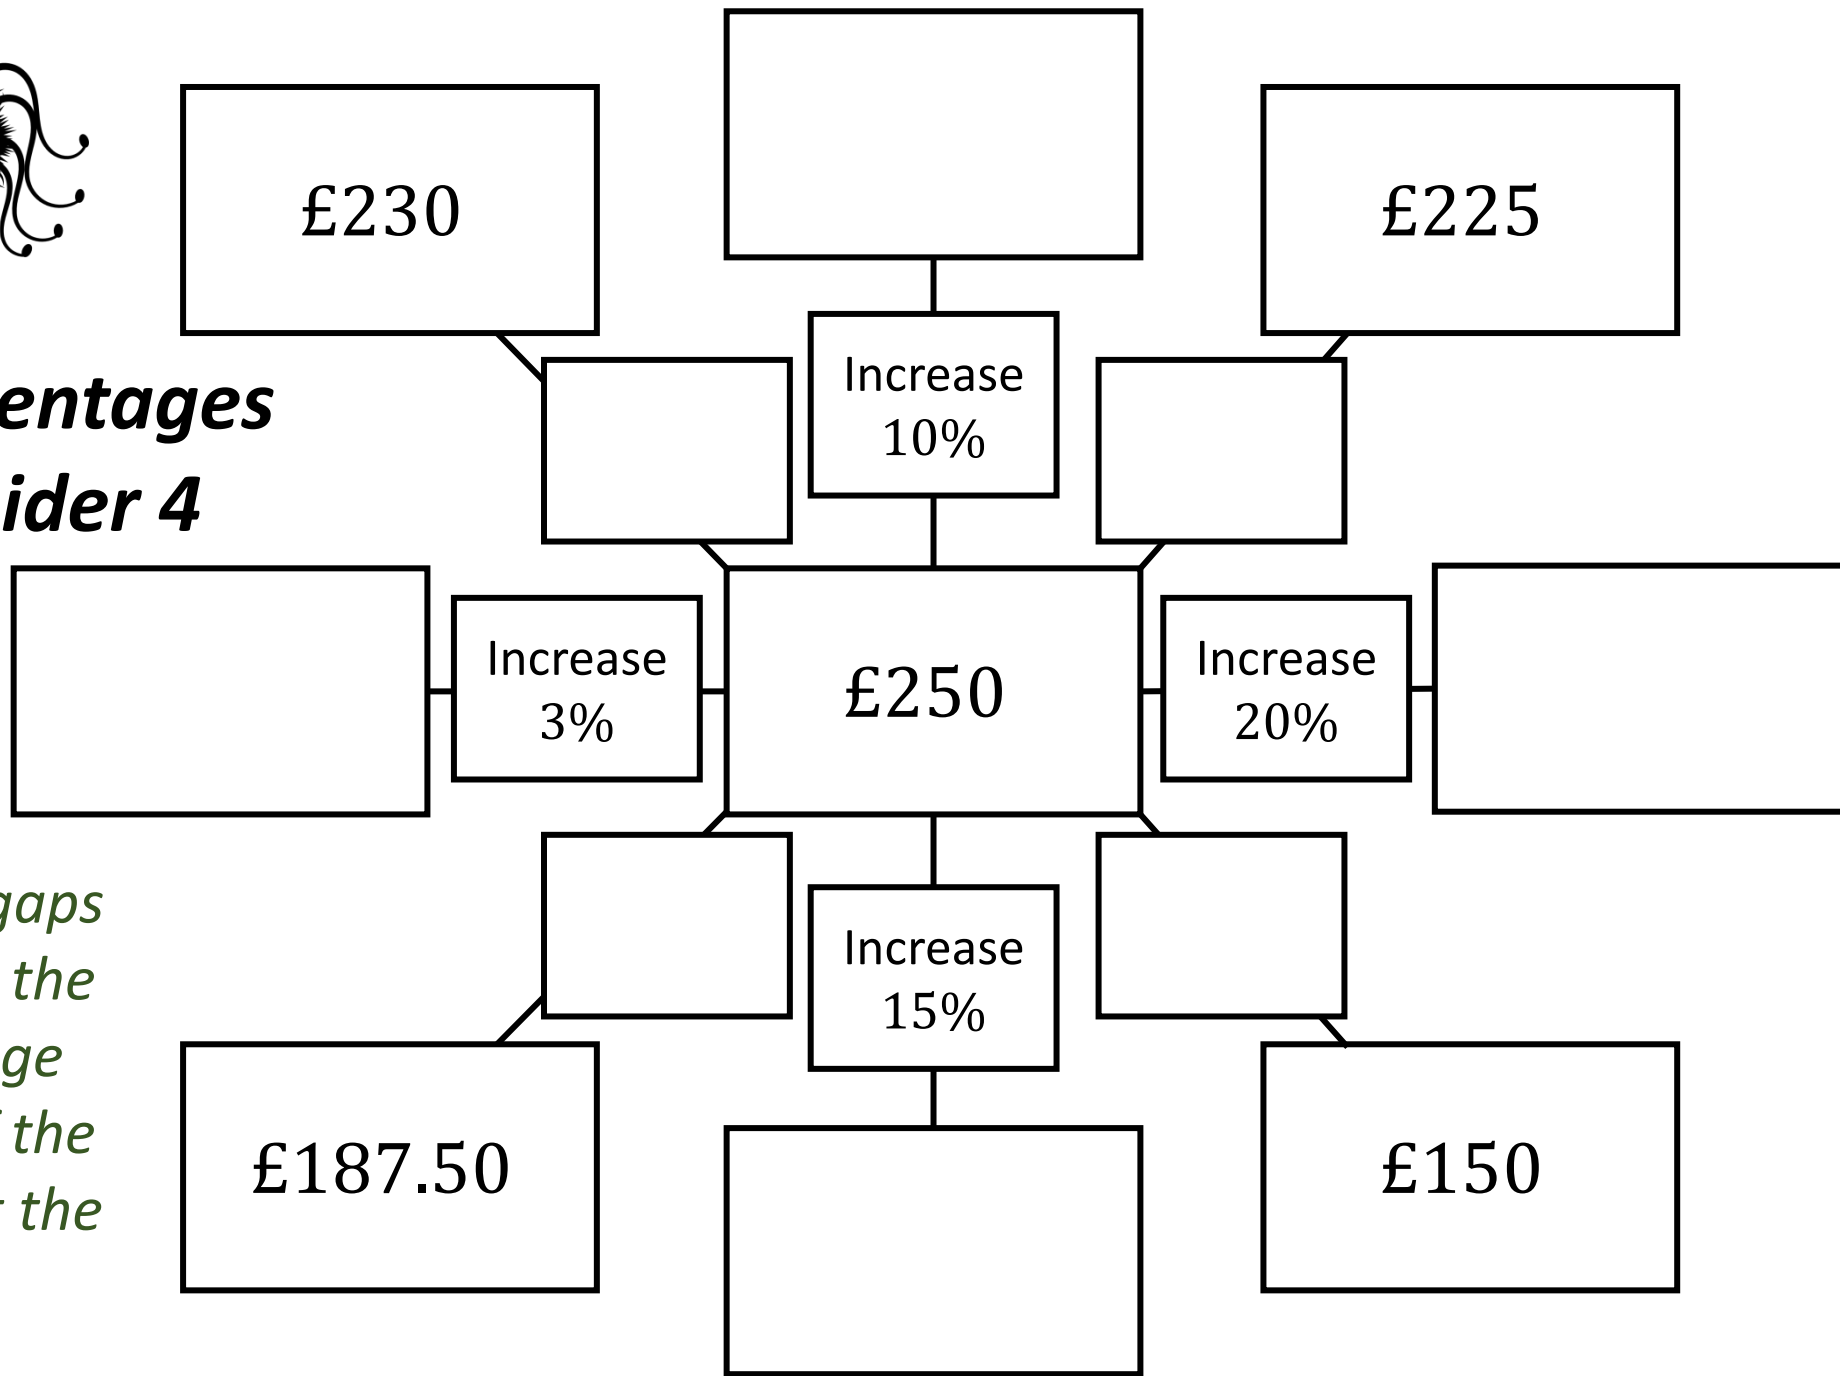 £230
£225
Increase
10%
entages
ider 4
Increase
3%
£250
Increase
20%
gaps
the
ge
the
the
Increase
15%
£187.50
£150